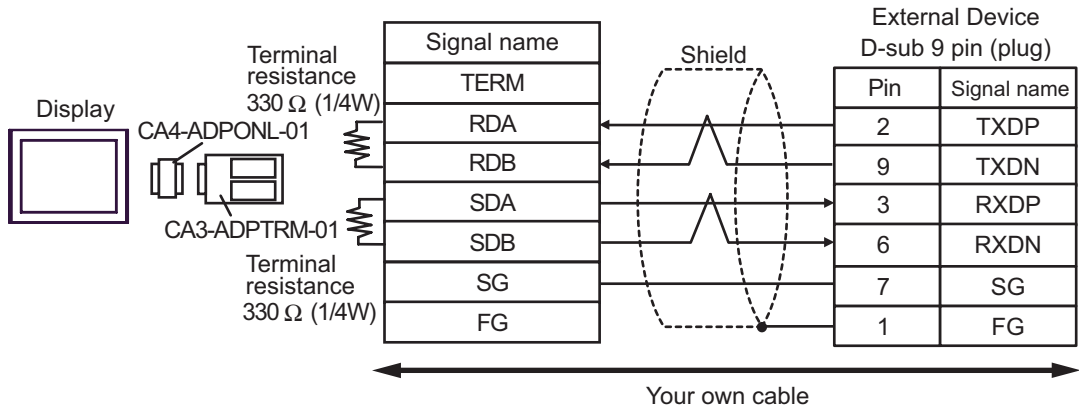 External Device
D-sub 9 pin (plug)
Signal name
Shield
Terminal
resistance
330 Ω (1/4W)
TERM
Pin Signal name
Display
CA4-ADPONL-01
RDA
2 TXDP
RDB
9 TXDN
SDA
3 RXDP
CA3-ADPTRM-01
SDB
6 RXDN
Terminal
resistance
330 Ω (1/4W)
SG
7 SG
FG
1 FG
Your own cable